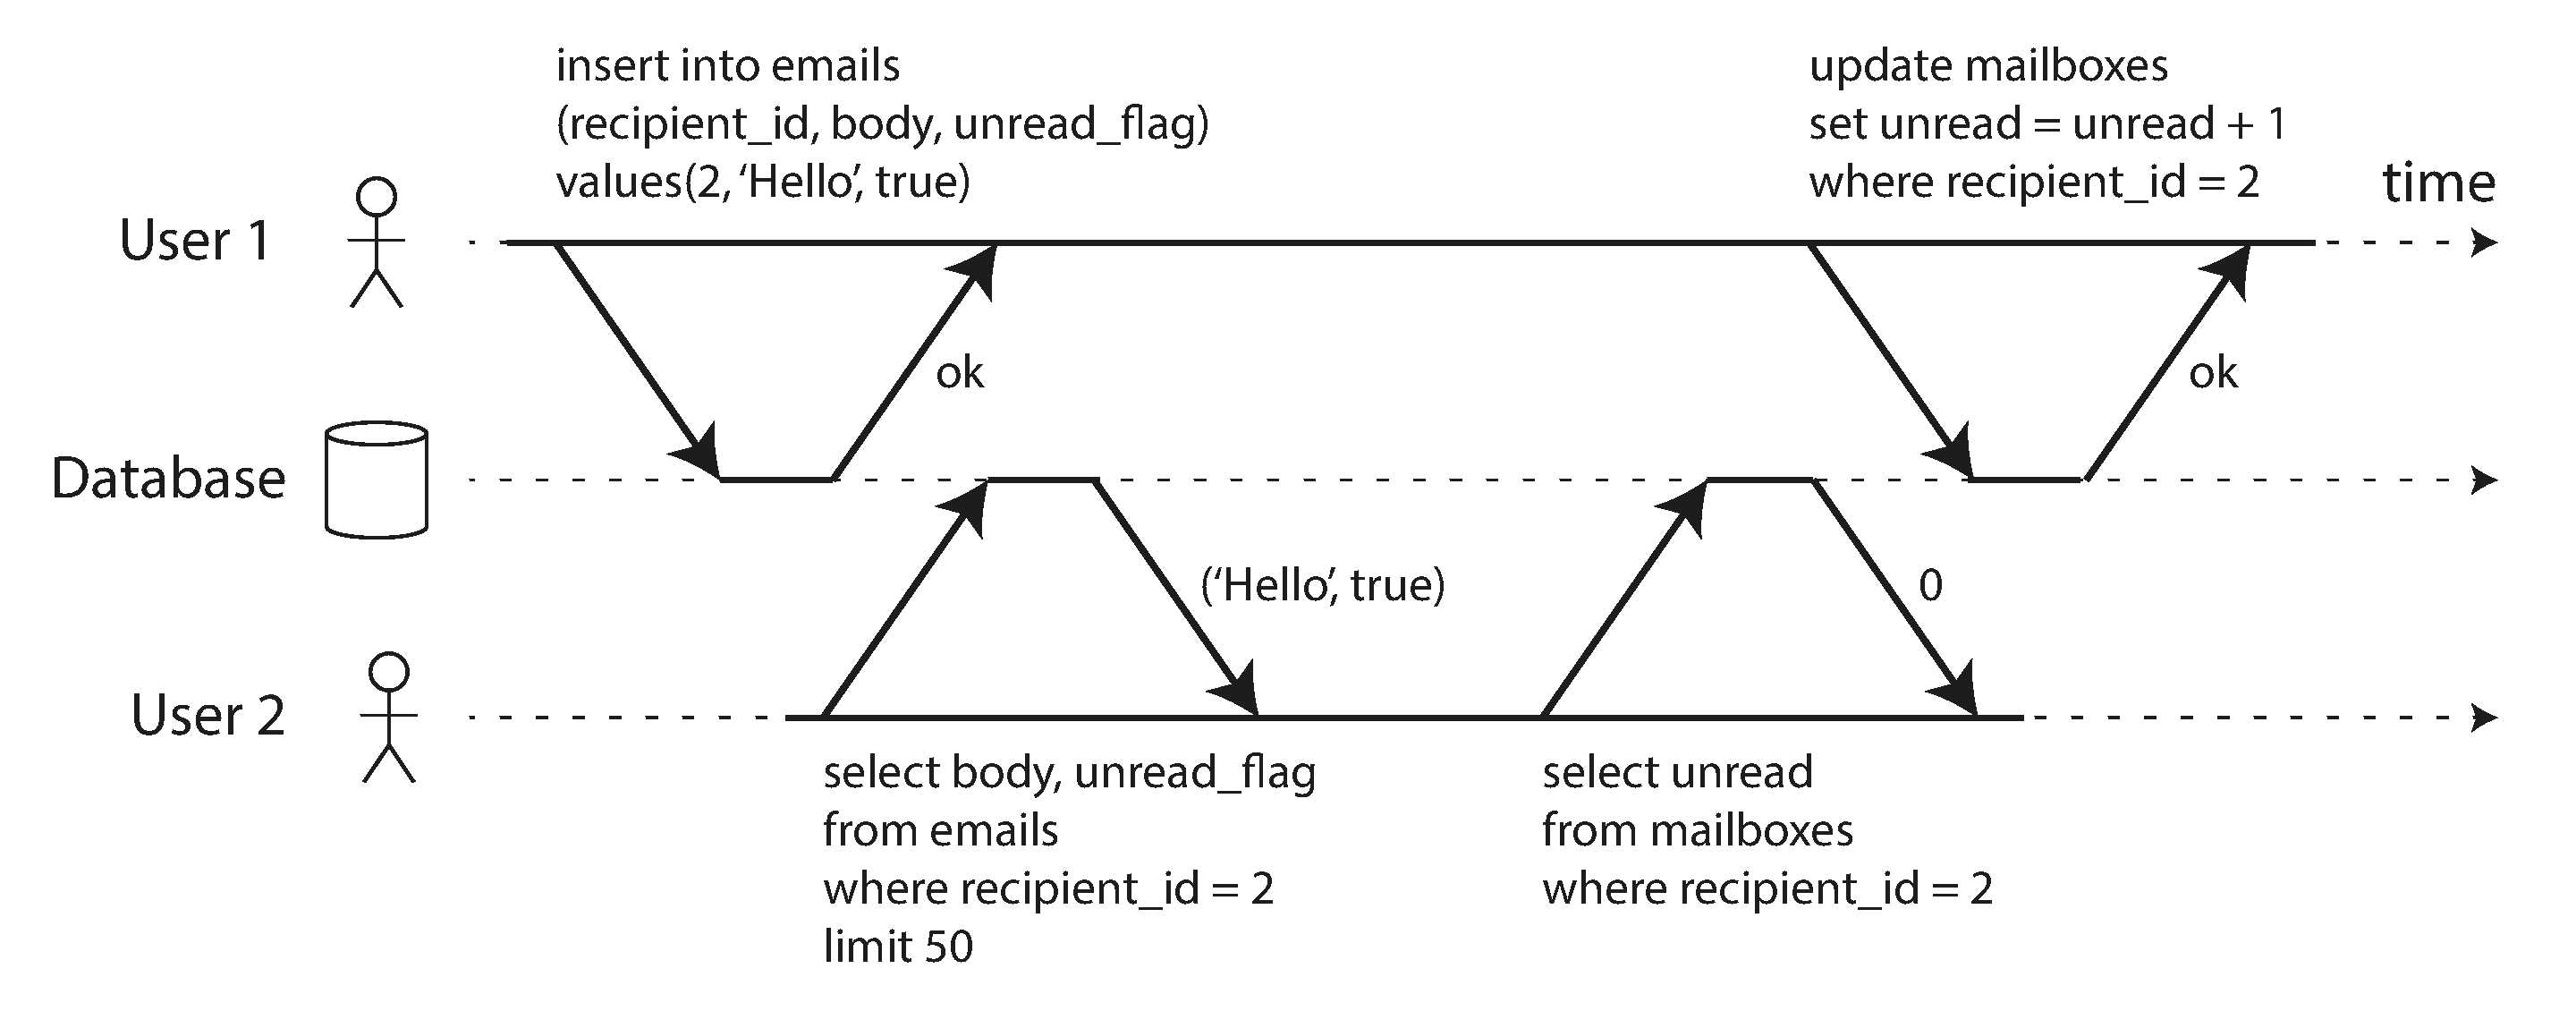 insert into emails
(recipient_id, body, unread_flag)
values(2, ‘Hello’, true)
update mailboxes
set unread = unread + 1
where recipient_id = 2
time
User 1
ok
ok
Database
(‘Hello’, true)
0
User 2
select body, unread_flag
from emails
where recipient_id = 2
limit 50
select unread
from mailboxes
where recipient_id = 2